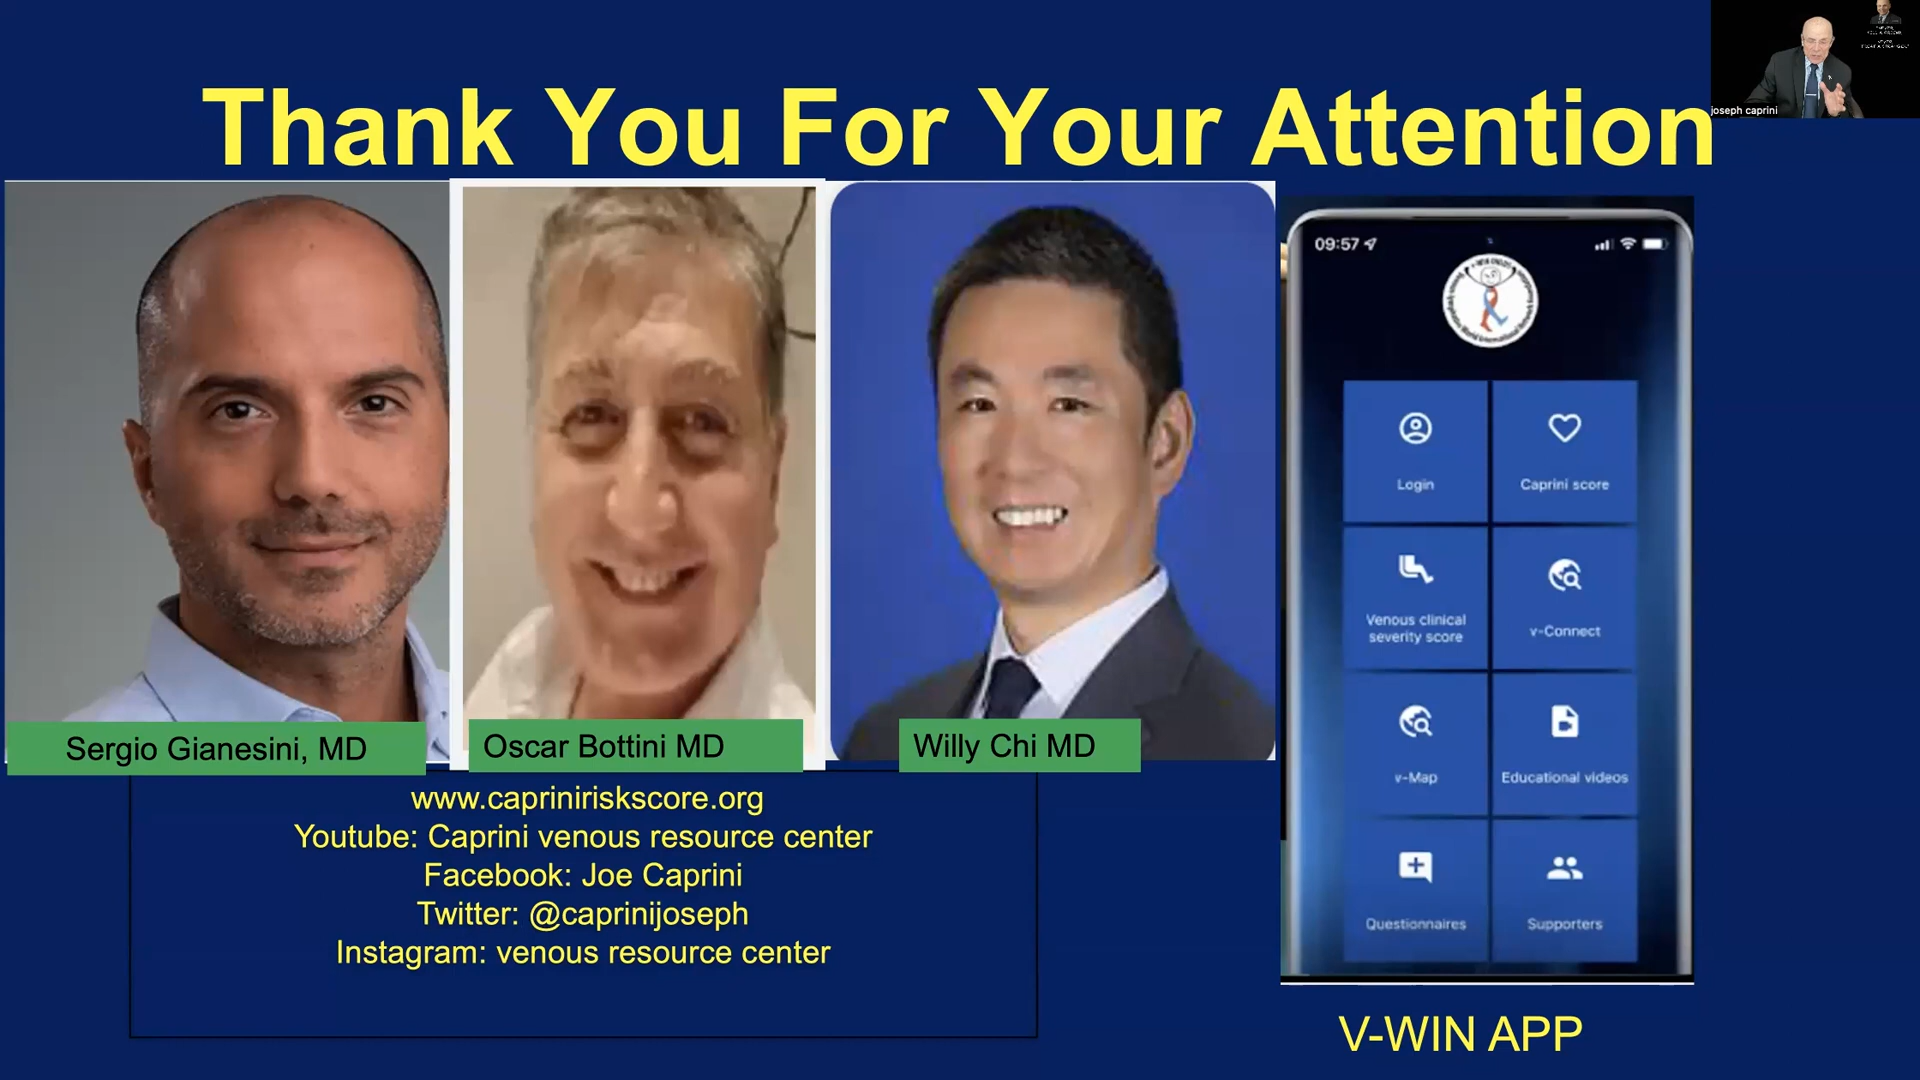 Thank You For Your Attention
joseph caprini
Sergio Gianesini, MD
Oscar Bottini MD
Willy Chi MD
www.capriniriskscore.org
Youtube: Caprini venous resource center
Facebook: Joe Caprini
Twitter: @caprinijoseph
Instagram: venous resource center
09:57
Login
Caprini score
Venous clinical
severity score
v-Connect
v-Map
Educational videos
Questionnaires
Supporters
V-WIN APP